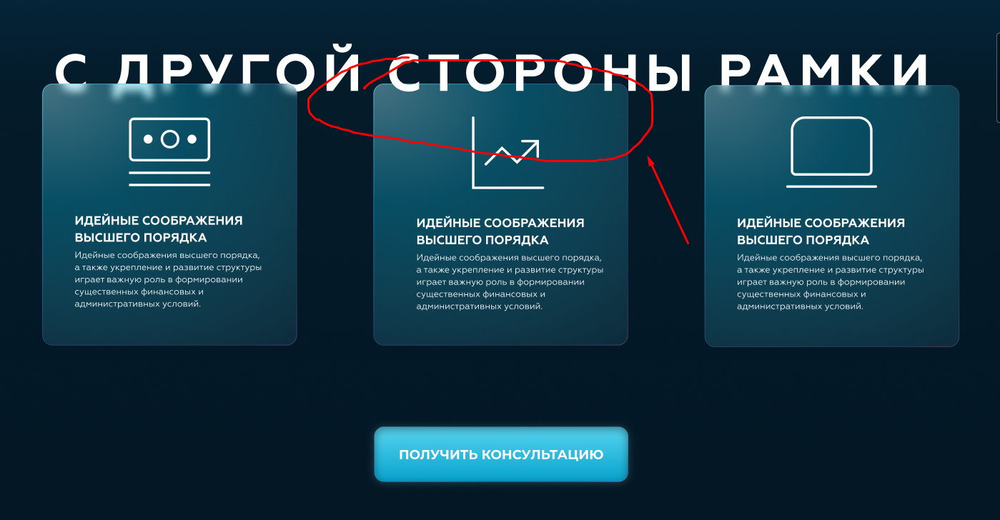 С ДРУГОЙ СТОРОНЫ РАМКИ
ИДЕЙНЫЕ СООБРАЖЕНИЯ
ВЫСШЕГО ПОРЯДКА
Идейные соображения высшего порядка,
а также укрепление и развитие структуры
играет важную роль в формировании
существенных финансовых и
административных условий.
ИДЕЙНЫЕ СООБРАЖЕНИЯ
ВЫСШЕГО ПОРЯДКА
Идейные соображения высшего порядка,
а также укрепление и развитие структуры
играет важную роль в формировании
существенных финансовых и
административных условий.
ИДЕЙНЫЕ СООБРАЖЕНИЯ
ВЫСШЕГО ПОРЯДКА
Идейные соображения высшего порядка,
а также укрепление и развитие структуры
играет важную роль в формировании
существенных финансовых и
административных условий.
ПОЛУЧИТЬ КОНСУЛЬТАЦИЮ